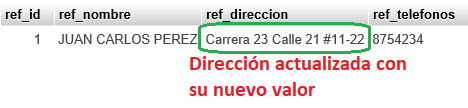 ref_id ref_nombre ref_direccion ref_telefonos
1 JUAN CARLOS PEREZ Carrera 23 Calle 21 #11-22 8754234
Dirección actualizada con
su nuevo valor